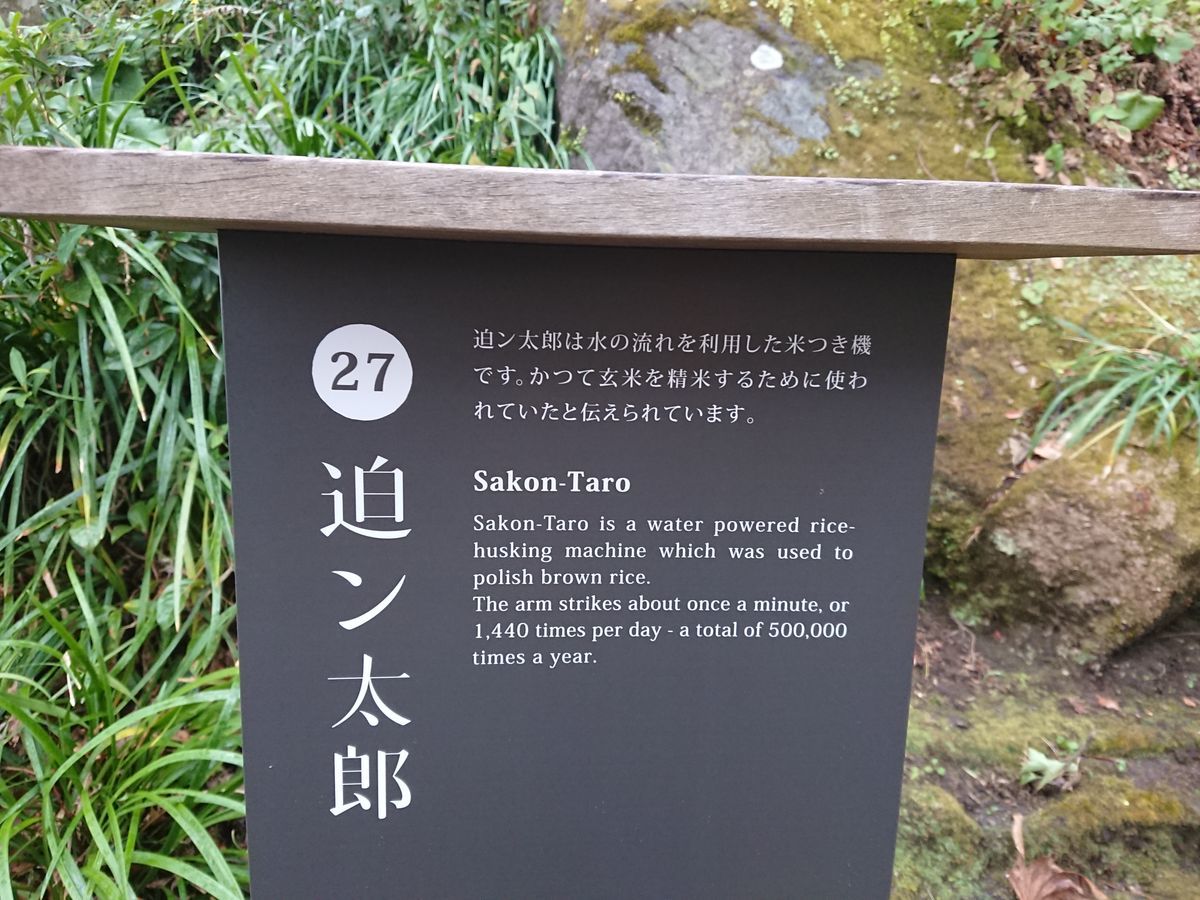 27
迫ン太郎
迫ン太郎は水の流れを利用した米つき機
です。かつて玄米を精米するために使わ
れていたと伝えられています。
Sakon-Taro
Sakon-Taro is a water powered rice-
husking machine which was used to
polish brown rice.
The arm strikes about once a minute, or
1,440 times per day - a total of 500,000
times a year.